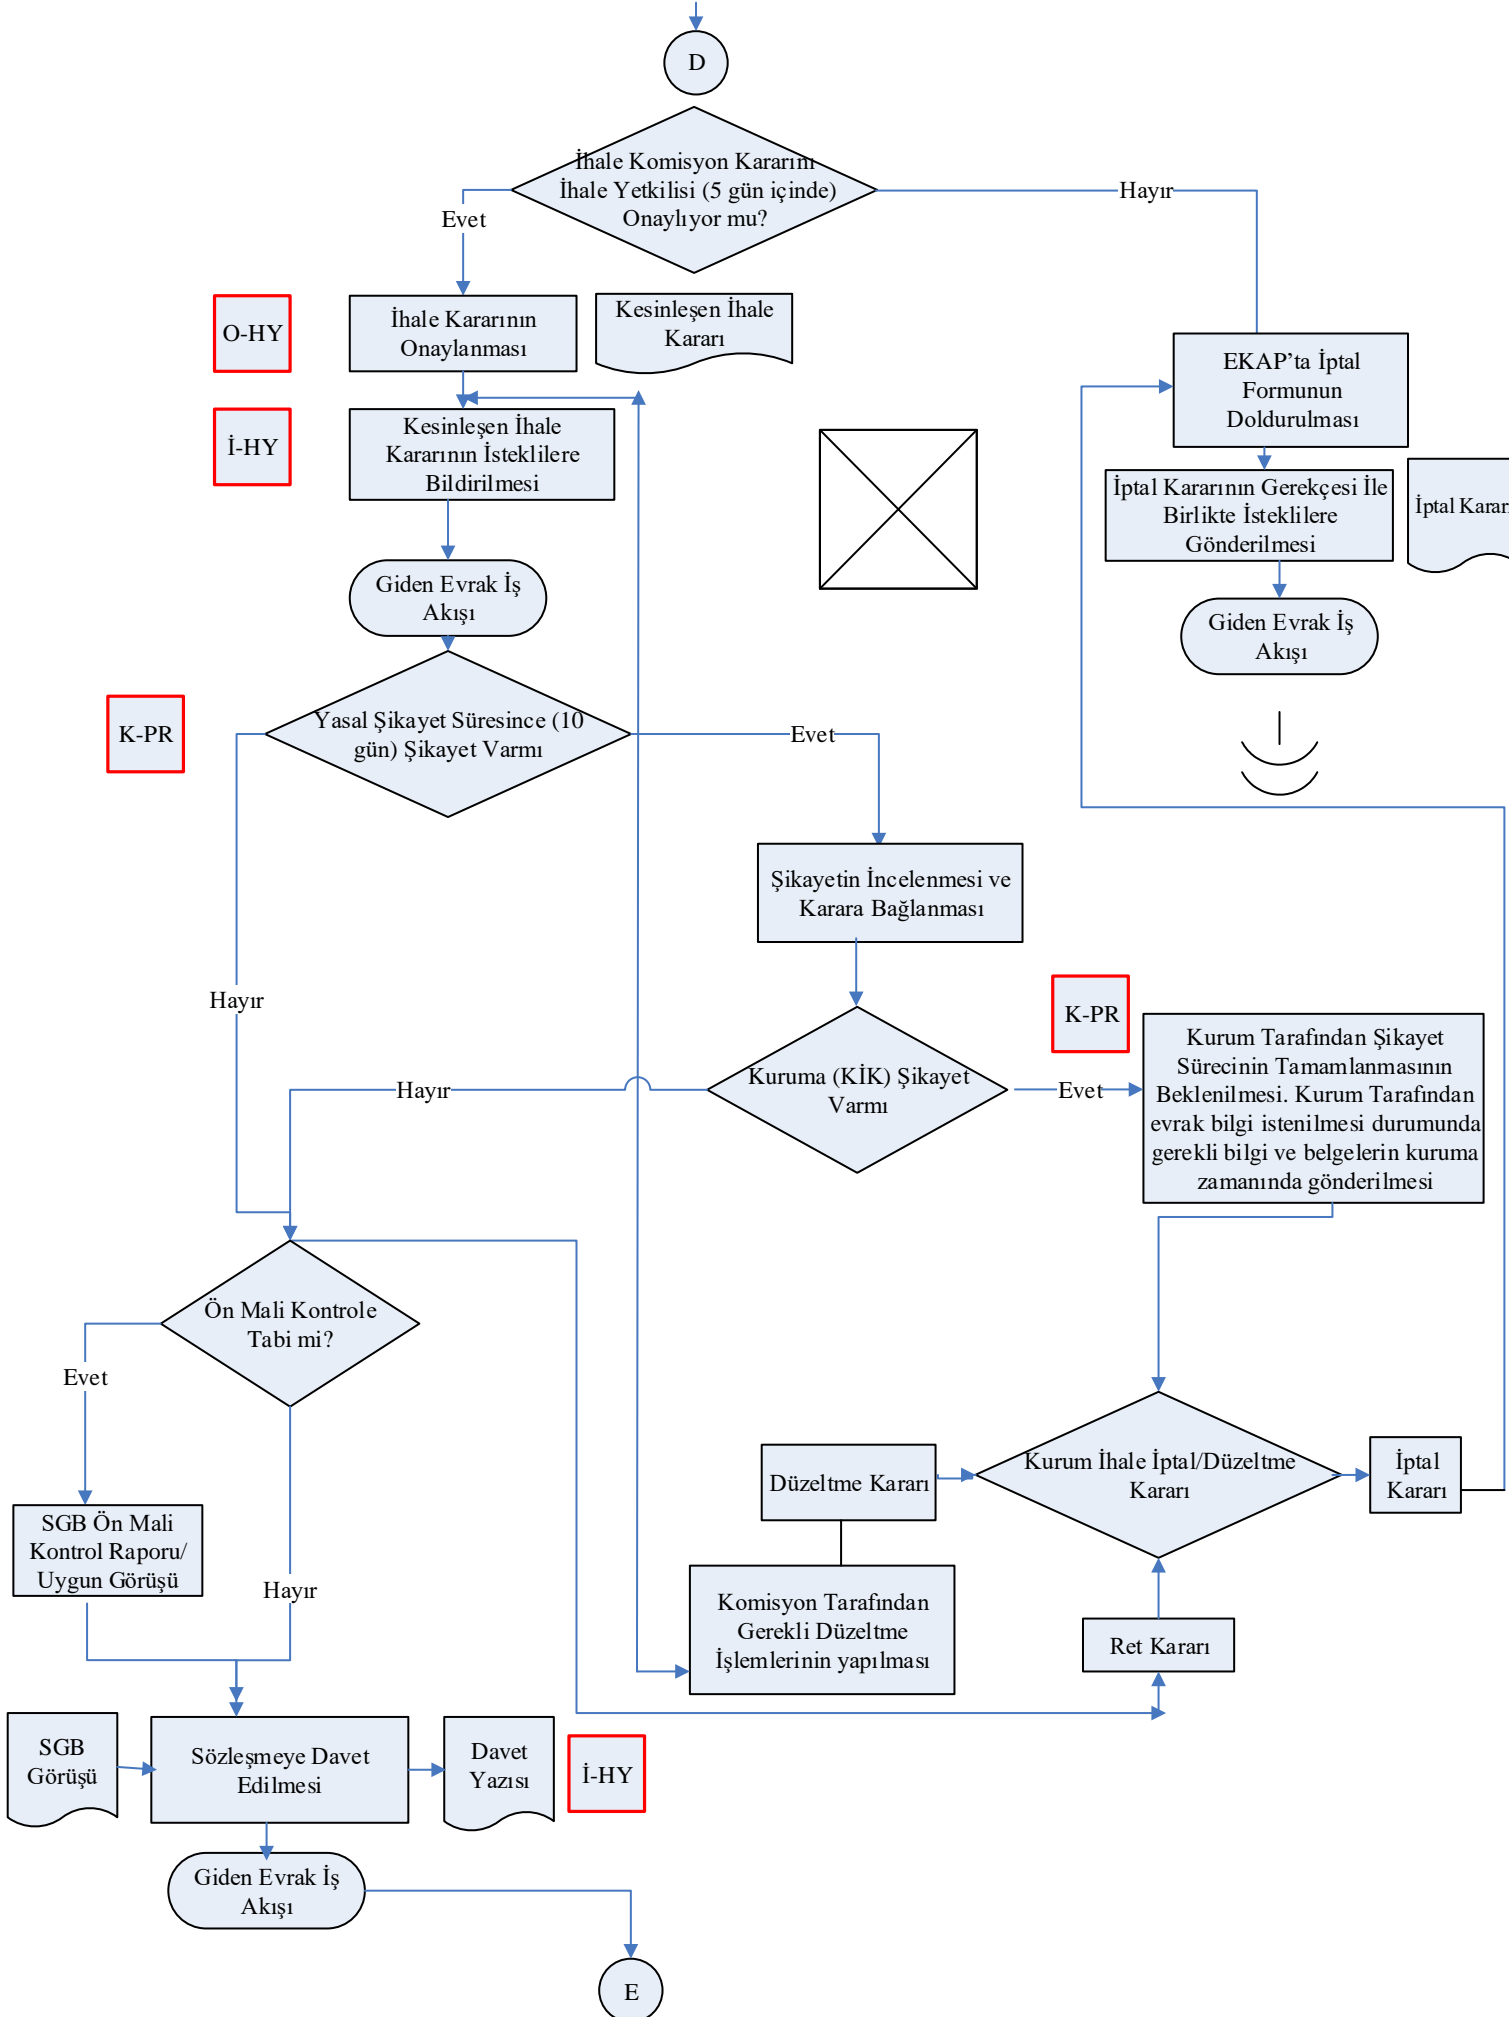 D
İhale Komisyon Kararını
İhale Yetkilisi (5 gün içinde)
Onaylıyor mu?
Evet
Hayır
O-HY
İhale Kararının
Onaylanması
Kesinleşen İhale
Kararı
EKAP’ta İptal
Formunun
Doldurulması
İ-HY
Kesinleşen İhale
Kararının İsteklilere
Bildirilmesi
İptal Kararının Gerekçesi İle
Birlikte İsteklilere
Gönderilmesi
İptal Kararı
Giden Evrak İş
Akışı
Giden Evrak İş
Akışı
K-PR
Yasal Şikayet Süresince (10
gün) Şikayet Varmı
Evet
Şikayetin İncelenmesi ve
Karara Bağlanması
Hayır
K-PR
Kuruma (KİK) Şikayet
Varmı
Hayır
Evet
Kurum Tarafından Şikayet
Sürecinin Tamamlanmasının
Beklenilmesi. Kurum Tarafından
evrak bilgi istenilmesi durumunda
gerekli bilgi ve belgelerin kuruma
zamanında gönderilmesi
Ön Mali Kontrole
Tabi mi?
Evet
Düzeltme Kararı
Kurum İhale İptal/Düzeltme
Kararı
İptal
Kararı
SGB Ön Mali
Kontrol Raporu/
Uygun Görüşü
Hayır
Komisyon Tarafından
Gerekli Düzeltme
İşlemlerinin yapılması
Ret Kararı
SGB
Görüşü
Sözleşmeye Davet
Edilmesi
Davet
Yazısı
İ-HY
Giden Evrak İş
Akışı
E